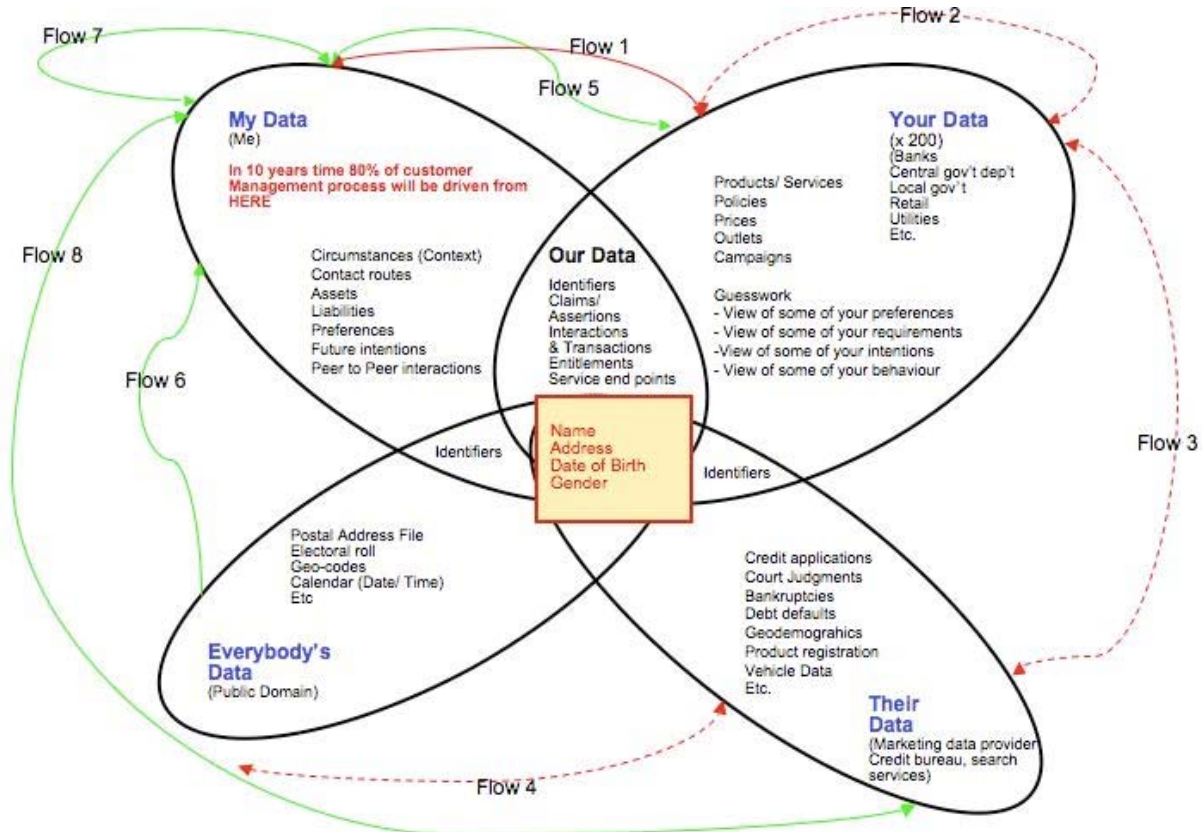 Flow 7
Flow 1
Flow 2
Flow 5
My Data
(Me)
In 10 years time 80% of customer
Management process will be driven from
HERE
Your Data
(x 200)
(Banks
Central gov't dep't
Local gov't
Retail
Utilities
Etc.
Products/ Services
Policies
Prices
Outlets
Campaigns
Guesswork
- View of some of your preferences
- View of some of your requirements
-View of some of your intentions
- View of some of your behaviour
Flow 8
Circumstances (Context)
Contact routes
Assets
Liabilities
Preferences
Future intentions
Peer to Peer interactions
Our Data
Identifiers
Claims/
Assertions
Interactions
& Transactions
Entitlements
Service end points
Flow 6
Flow 3
Identifiers
Name
Address
Date of Birth
Gender
Identifiers
Postal Address File
Electoral roll
Geo-codes
Calendar (Date/ Time)
Etc
Everybody's
Data
(Public Domain)
Credit applications
Court Judgments
Bankruptcies
Debt defaults
Geodemograhics
Product registration
Vehicle Data
Etc.
Their
Data
(Marketing data provider
Credit bureau, search
services)
Flow 4